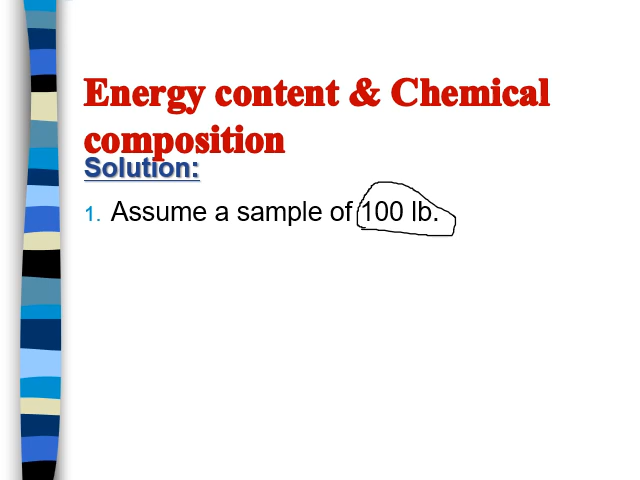 Energy content & Chemical
composition
Solution:
1. Assume a sample of 100 lb.